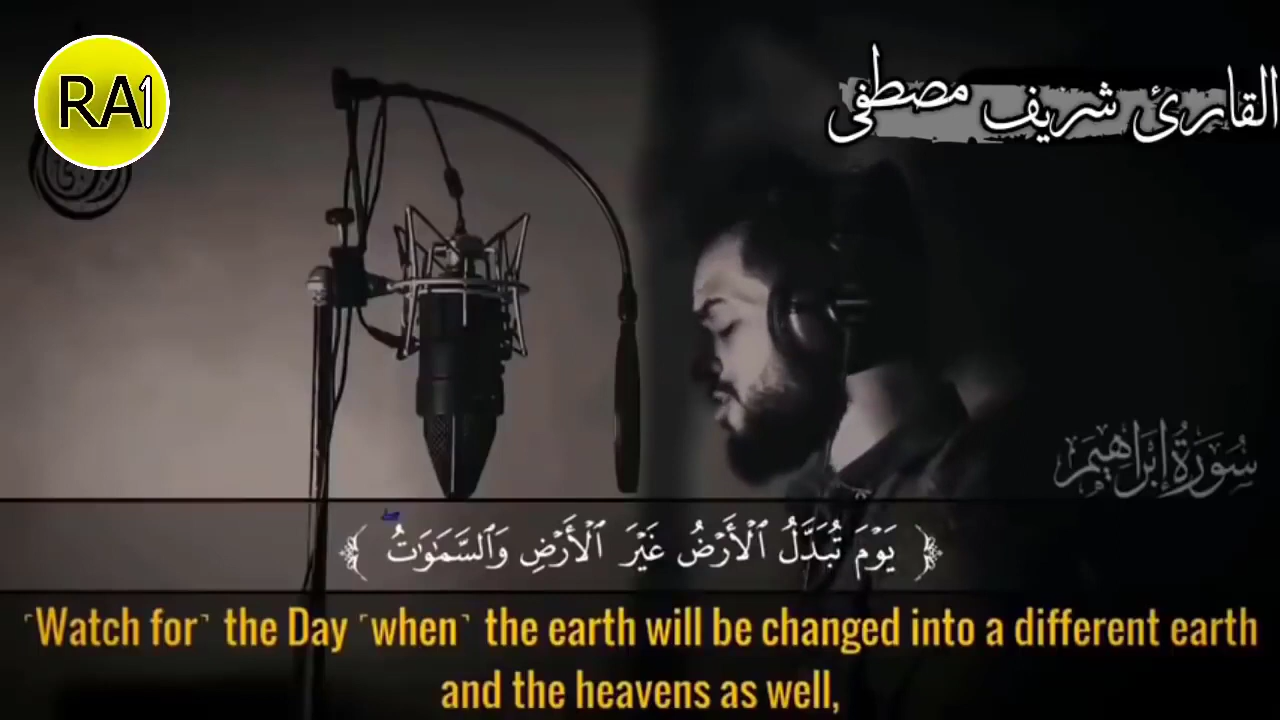 RA1
القارئ شريف مصطفى
سُورَةُ إِبْرَاهِيمَ
﴿ يَوۡمَ تُبَدَّلُ ٱلۡأَرۡضُ غَيۡرَ ٱلۡأَرۡضِ وَٱلسَّمَٰوَٰتُۖ ﴾
˹Watch for˺ the Day ˹when˺ the earth will be changed into a different earth
and the heavens as well,